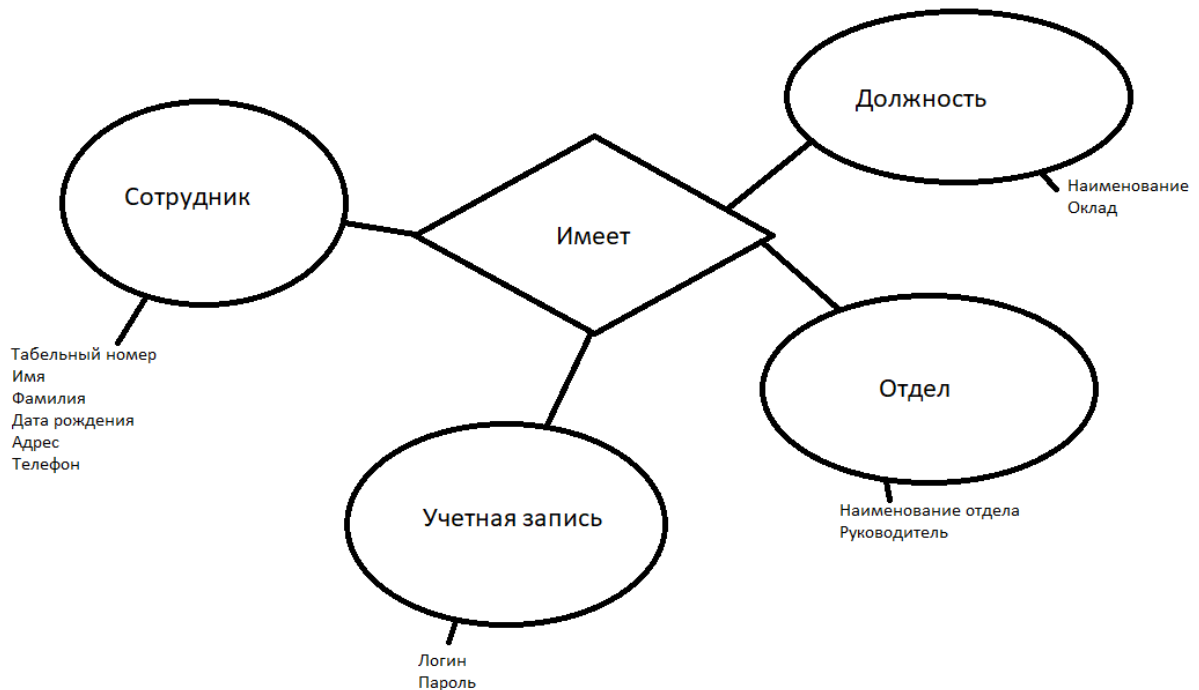 Должность
Сотрудник
Наименование
Оклад
Имеет
Табельный номер
Имя
Фамилия
Дата рождения
Адрес
Телефон
Отдел
Учетная запись
Наименование отдела
Руководитель
Логин
Пароль